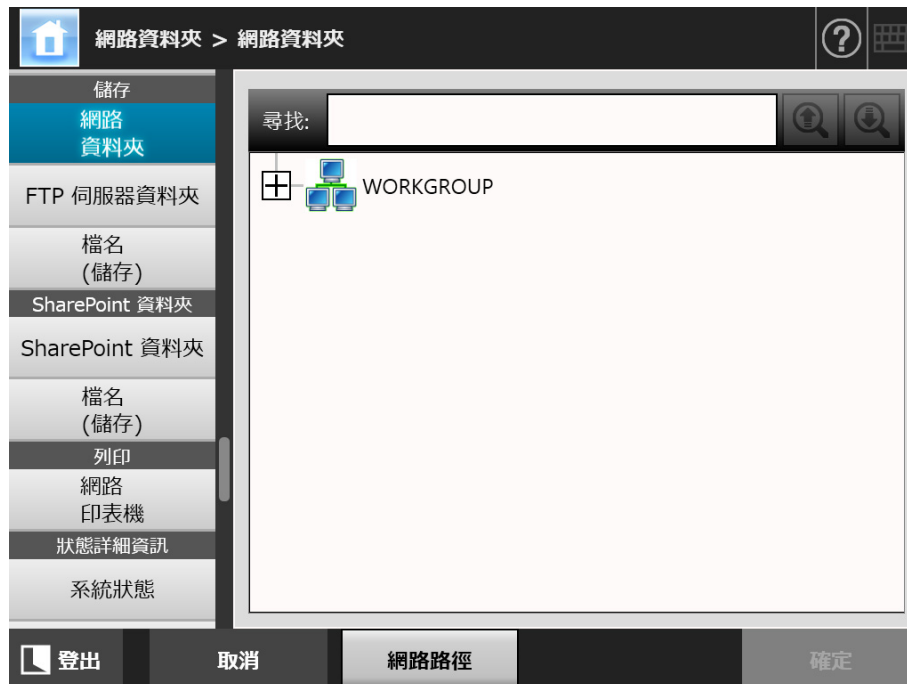 網路資料夾 > 網路資料夾
?
儲存
網路
資料夾
FTP 伺服器資料夾
檔名
(儲存)
SharePoint 資料夾
SharePoint 資料夾
檔名
(儲存)
列印
網路
印表機
狀態詳細資訊
系統狀態
尋找:
WORKGROUP
登出
取消
網路路徑
確定